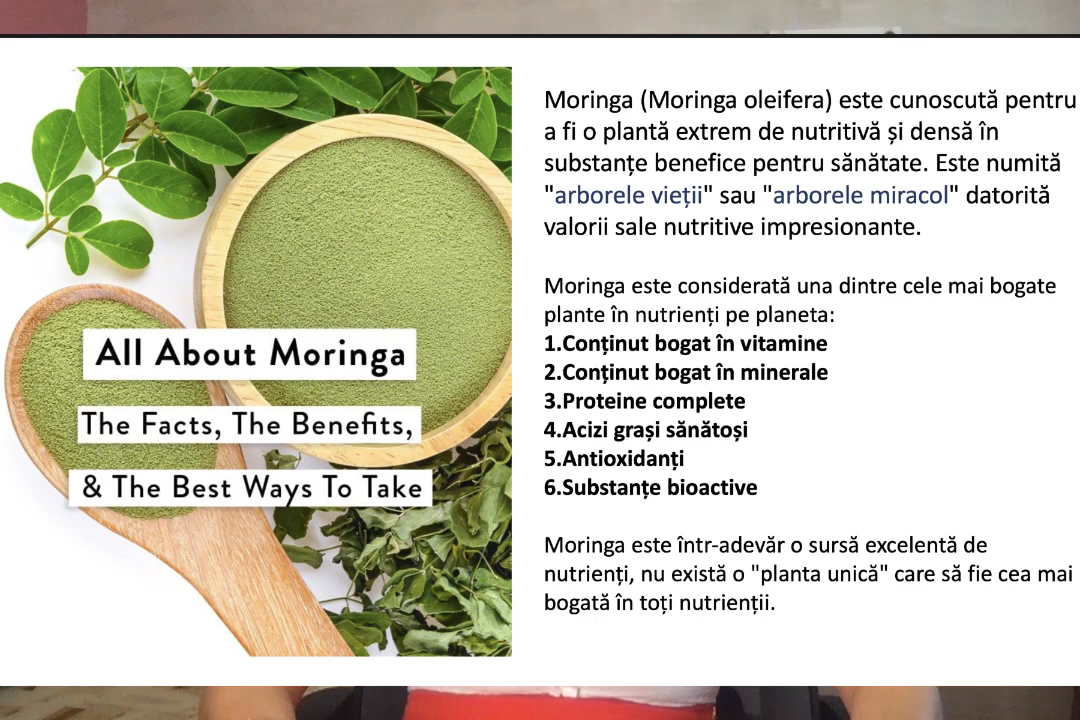 All About Moringa
The Facts, The Benefits,
& The Best Ways To Take
Moringa (Moringa oleifera) este cunoscută pentru
a fi o plantă extrem de nutritivă și densă în
substanțe benefice pentru sănătate. Este numită
"arborele vieții" sau "arborele miracol" datorită
valorii sale nutritive impresionante.
Moringa este considerată una dintre cele mai bogate
plante în nutrienți pe planeta:
1.Conținut bogat în vitamine
2.Conținut bogat în minerale
3.Proteine complete
4.Acizi grași sănătoși
5.Antioxidanți
6.Substanțe bioactive
Moringa este într-adevăr o sursă excelentă de
nutrienți, nu există o "planta unică" care să fie cea mai
bogată în toți nutrienții.